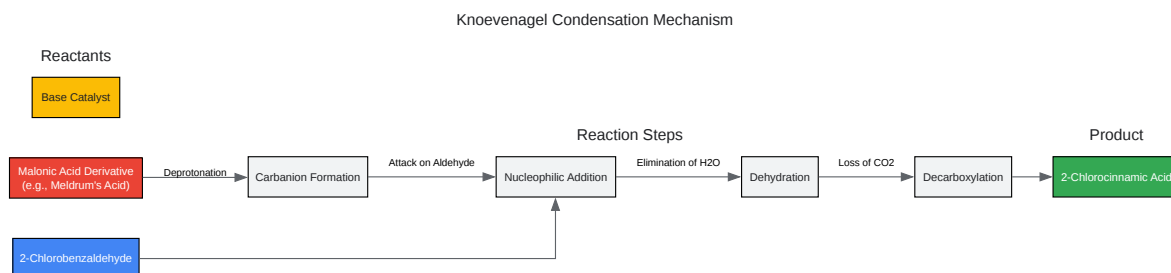 Knoevenagel Condensation Mechanism
Reactants
Base Catalyst
Reaction Steps
Product
Malonic Acid Derivative
(e.g., Meldrum's Acid)
Deprotonation
Carbanion Formation
Attack on Aldehyde
Nucleophilic Addition
Elimination of H2O
Dehydration
Loss of CO2
Decarboxylation
2-Chlorocinnamic Acid
2-Chlorobenzaldehyde